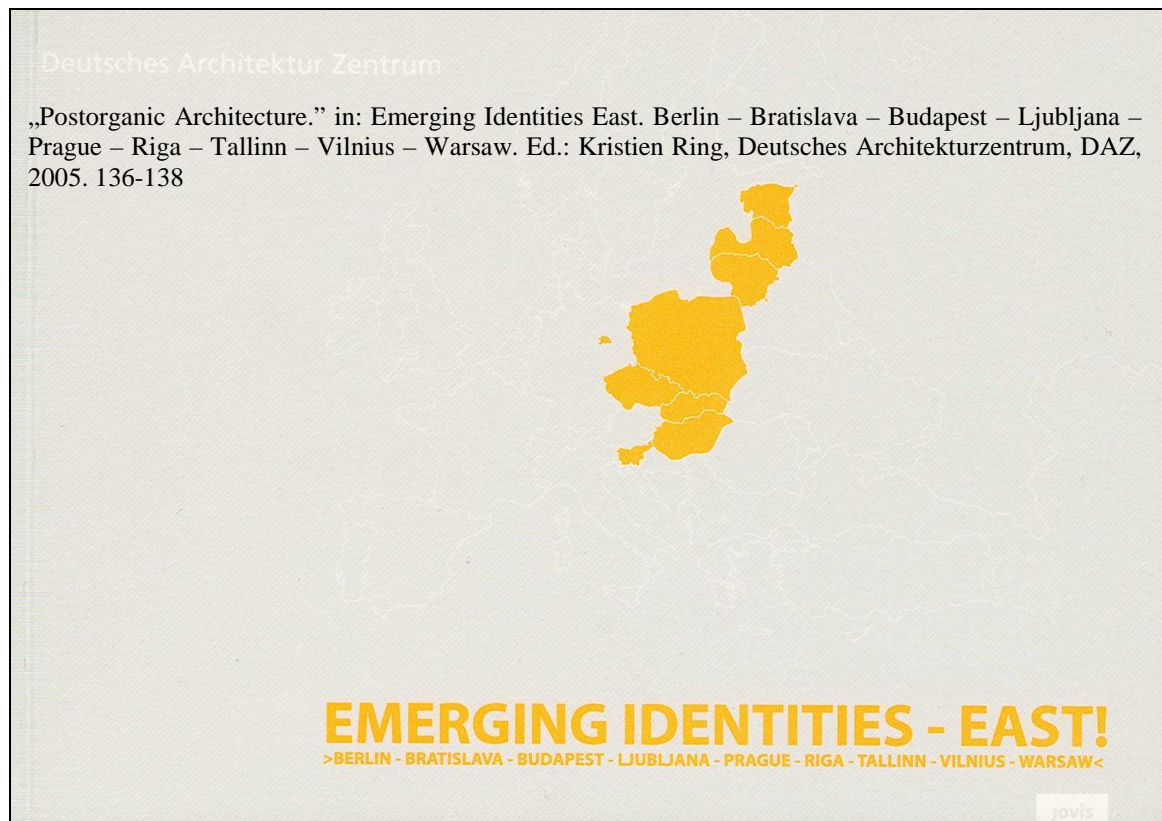 Deutsches Architektur Zentrum
„Postorganic Architecture.” in: Emerging Identities East. Berlin – Bratislava – Budapest – Ljubljana –
Prague – Riga – Tallinn – Vilnius – Warsaw. Ed.: Kristien Ring, Deutsches Architekturzentrum, DAZ,
2005. 136-138
EMERGING IDENTITIES - EAST!
>BERLIN - BRATISLAVA - BUDAPEST - LJUBLJANA - PRAGUE - RIGA - TALLINN - VILNIUS - WARSAW<
jovis